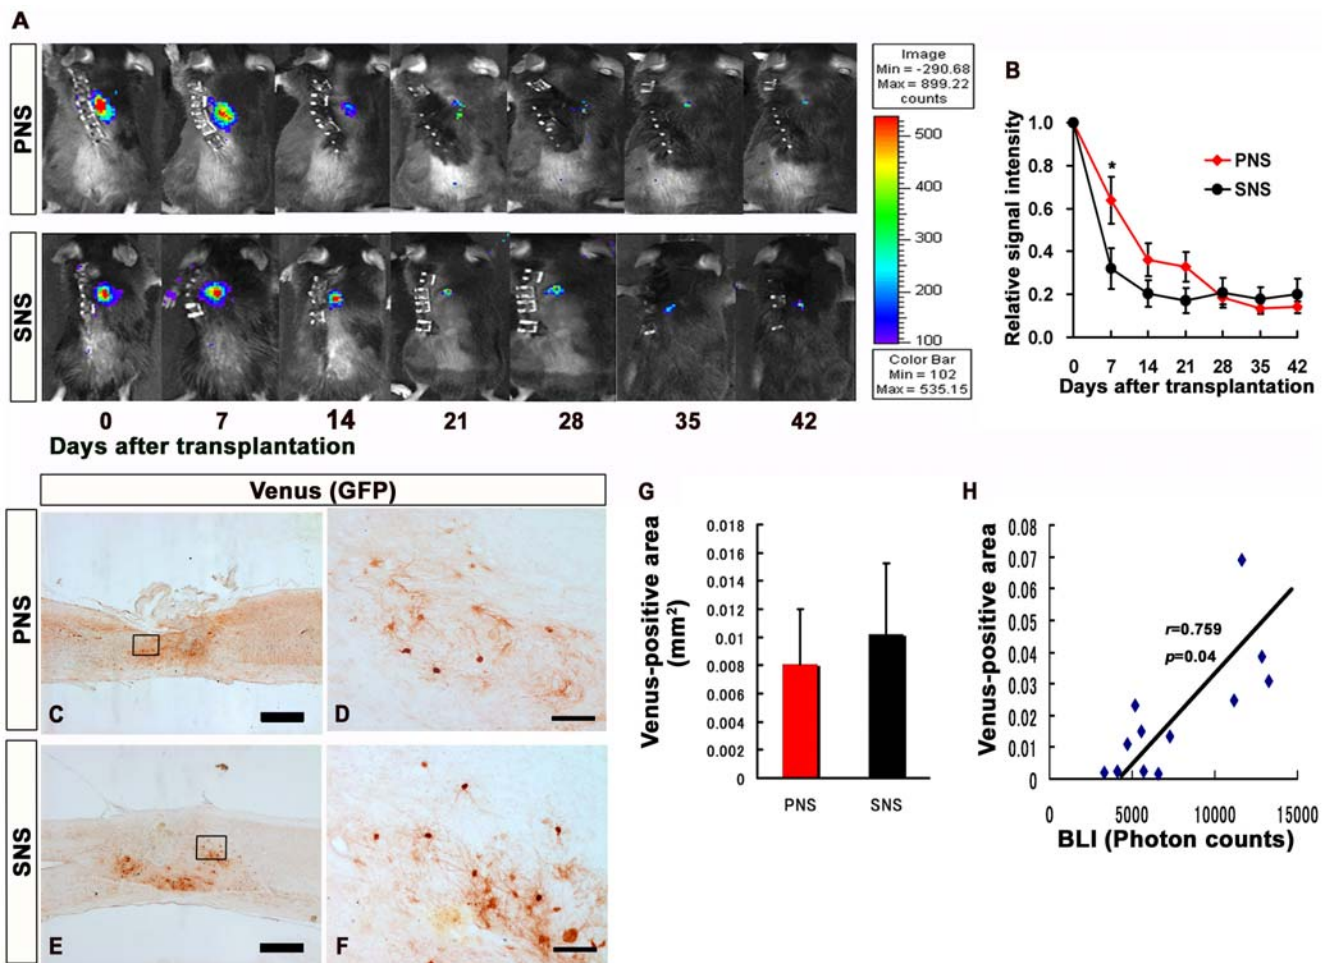 A
PNS
SNS
Image
Min = -290.68
Max = 899.22
counts
500
400
300
200
100
Color Bar
Min = 102
Max = 535.15
0 7 14 21 28 35 42
Days after transplantation
B
Relative signal intensity
1.0
0.8
0.6
0.4
0.2
0.0
*
PNS
SNS
0 7 14 21 28 35 42
Days after transplantation
Venus (GFP)
PNS
C
D
SNS
E
F
G
Venus-positive area
(mm²)
0.018
0.016
0.014
0.012
0.010
0.008
0.006
0.004
0.002
0
PNS SNS
H
Venus-positive area
0.08
0.07
0.06
0.05
0.04
0.03
0.02
0.01
0
r=0.759
p=0.04
0 5000 10000 15000
BLI (Photon counts)